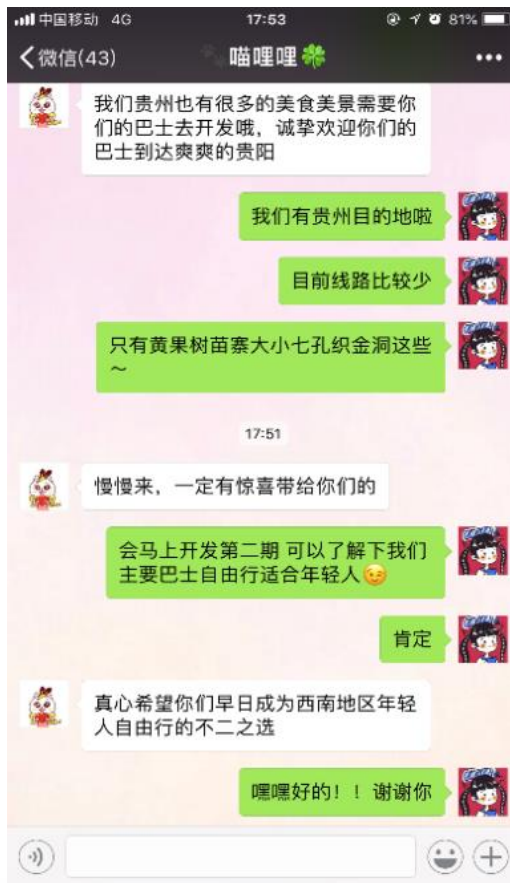 中国移动 4G 17:53 81%
微信(43) 喵哩哩
我们贵州也有很多的美食美景需要你
们的巴士去开发哦，诚挚欢迎你们的
巴士到达爽爽的贵阳
我们有贵州目的地啦
目前线路比较少
只有黄果树苗寨大小七孔织金洞这些
～
17:51
慢慢来，一定有惊喜带给你们的
会马上开发第二期 可以了解下我们
主要巴士自由行适合年轻人😉
肯定
真心希望你们早日成为西南地区年轻
人自由行的不二之选
嘿嘿好的！！谢谢你